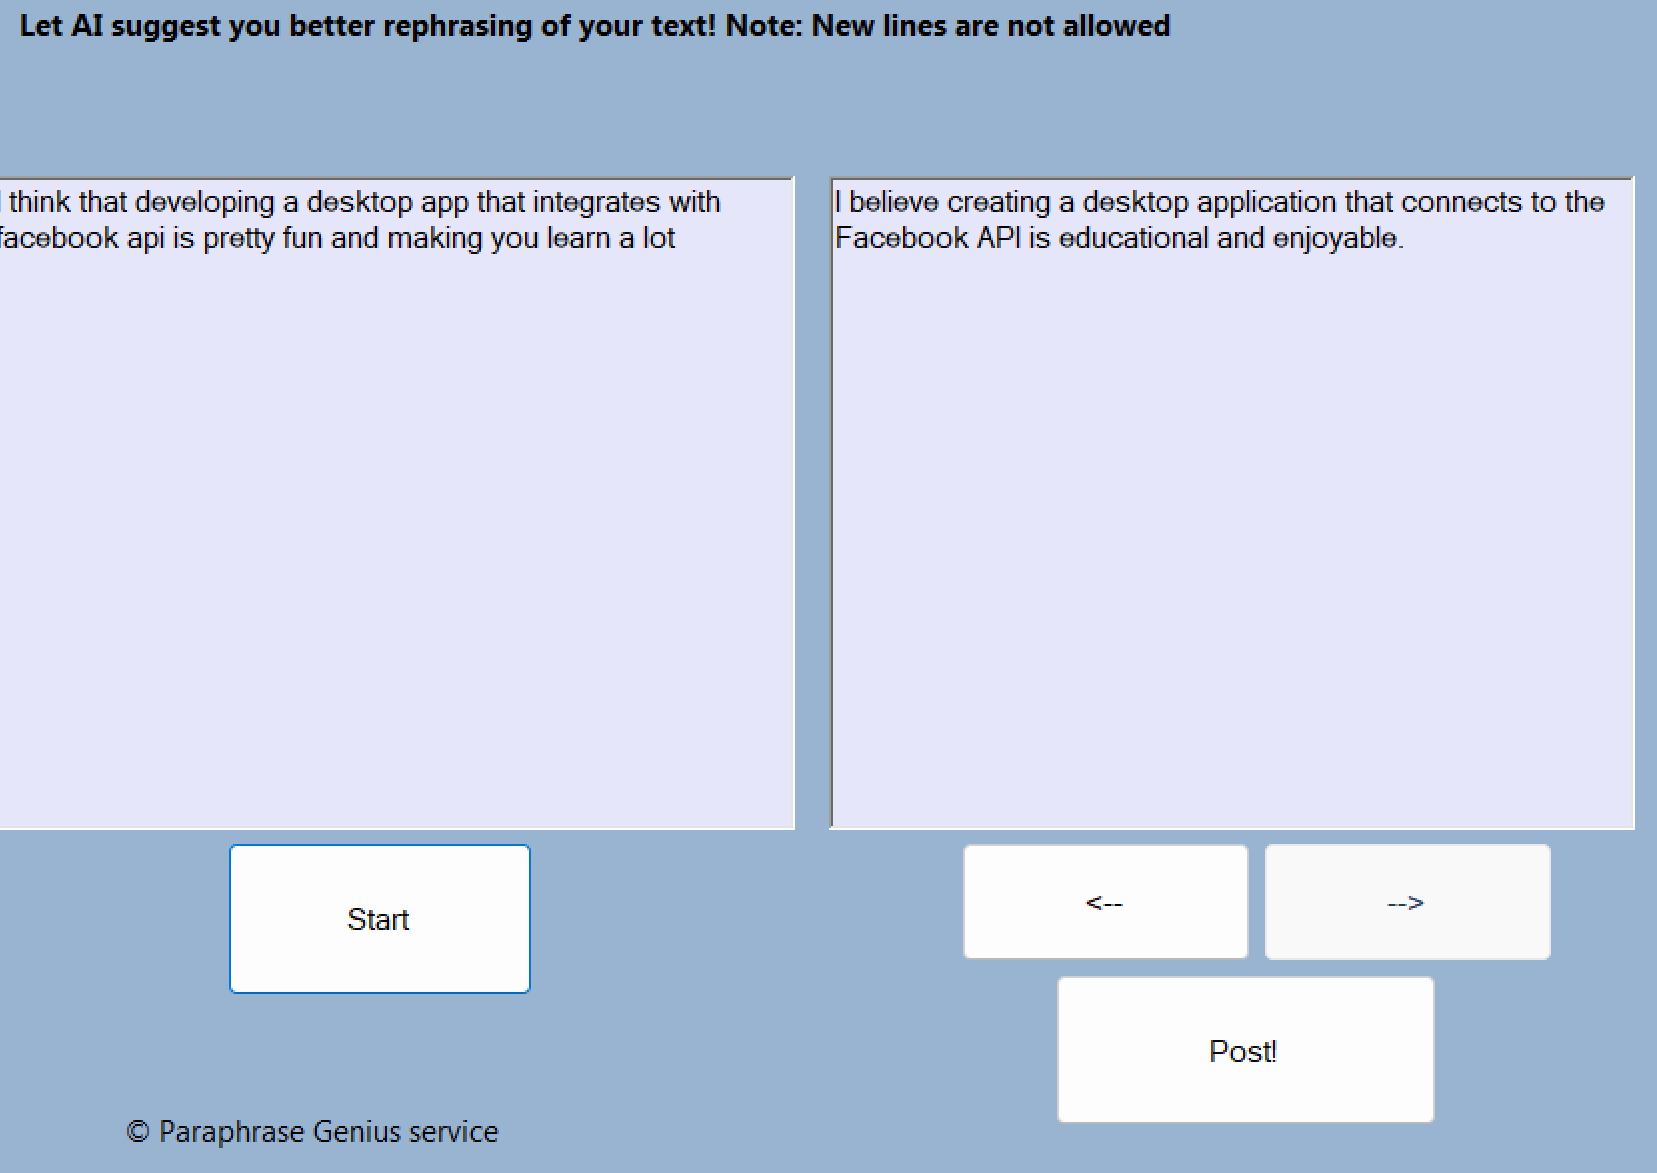 Let AI suggest you better rephrasing of your text! Note: New lines are not allowed
I think that developing a desktop app that integrates with
facebook api is pretty fun and making you learn a lot
I believe creating a desktop application that connects to the
Facebook API is educational and enjoyable.
Start
<--
-->
Post!
© Paraphrase Genius service